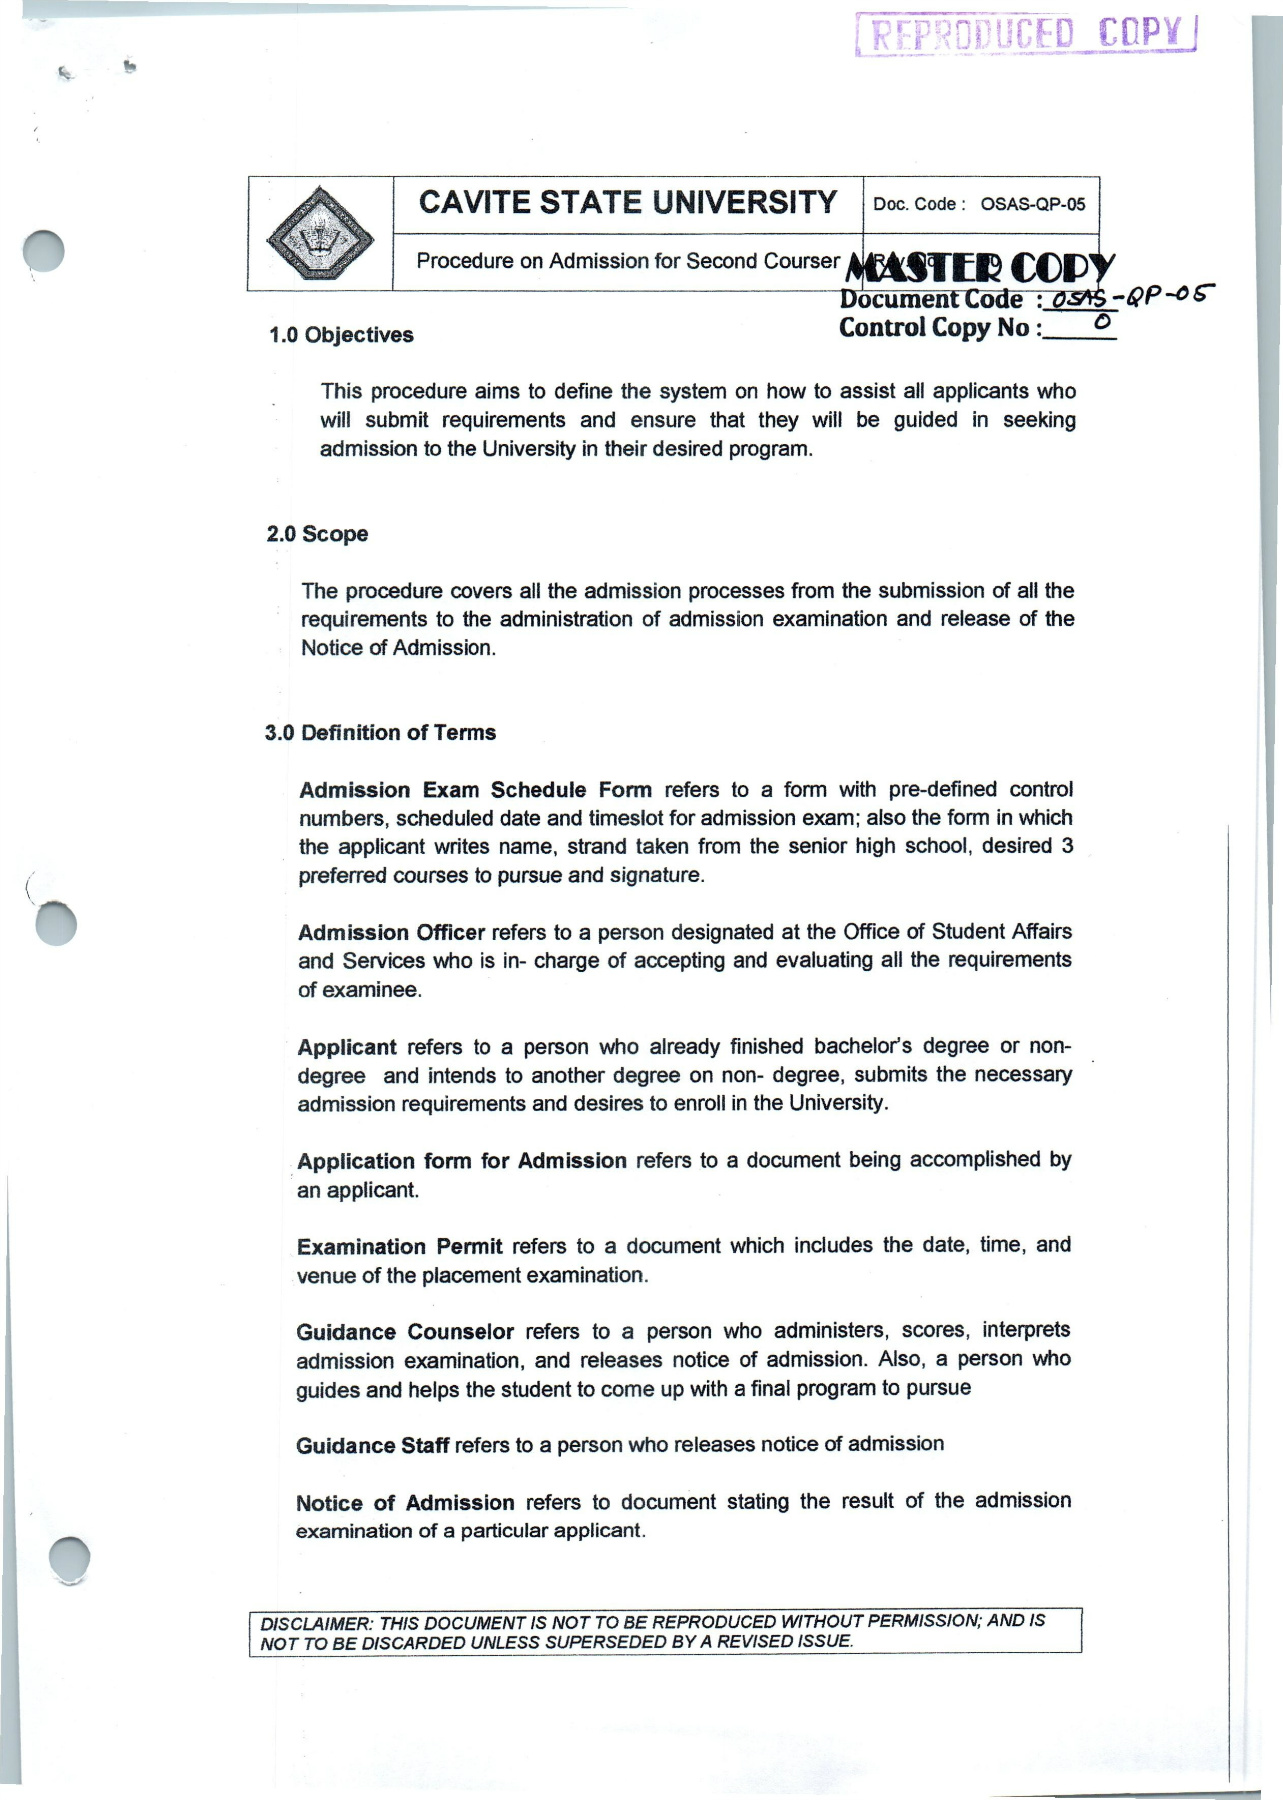 REPRODUCED COPY
CAVITE STATE UNIVERSITY
Doc. Code : OSAS-QP-05
Procedure on Admission for Second Courser
MASTER COPY
Document Code : OSAS-QP-05
Control Copy No : 0
1.0 Objectives
This procedure aims to define the system on how to assist all applicants who
will submit requirements and ensure that they will be guided in seeking
admission to the University in their desired program.
2.0 Scope
The procedure covers all the admission processes from the submission of all the
requirements to the administration of admission examination and release of the
Notice of Admission.
3.0 Definition of Terms
Admission Exam Schedule Form refers to a form with pre-defined control
numbers, scheduled date and timeslot for admission exam; also the form in which
the applicant writes name, strand taken from the senior high school, desired 3
preferred courses to pursue and signature.
Admission Officer refers to a person designated at the Office of Student Affairs
and Services who is in- charge of accepting and evaluating all the requirements
of examinee.
Applicant refers to a person who already finished bachelor's degree or non-
degree and intends to another degree on non- degree, submits the necessary
admission requirements and desires to enroll in the University.
Application form for Admission refers to a document being accomplished by
an applicant.
Examination Permit refers to a document which includes the date, time, and
venue of the placement examination.
Guidance Counselor refers to a person who administers, scores, interprets
admission examination, and releases notice of admission. Also, a person who
guides and helps the student to come up with a final program to pursue
Guidance Staff refers to a person who releases notice of admission
Notice of Admission refers to document stating the result of the admission
examination of a particular applicant.
DISCLAIMER: THIS DOCUMENT IS NOT TO BE REPRODUCED WITHOUT PERMISSION; AND IS
NOT TO BE DISCARDED UNLESS SUPERSEDED BY A REVISED ISSUE.